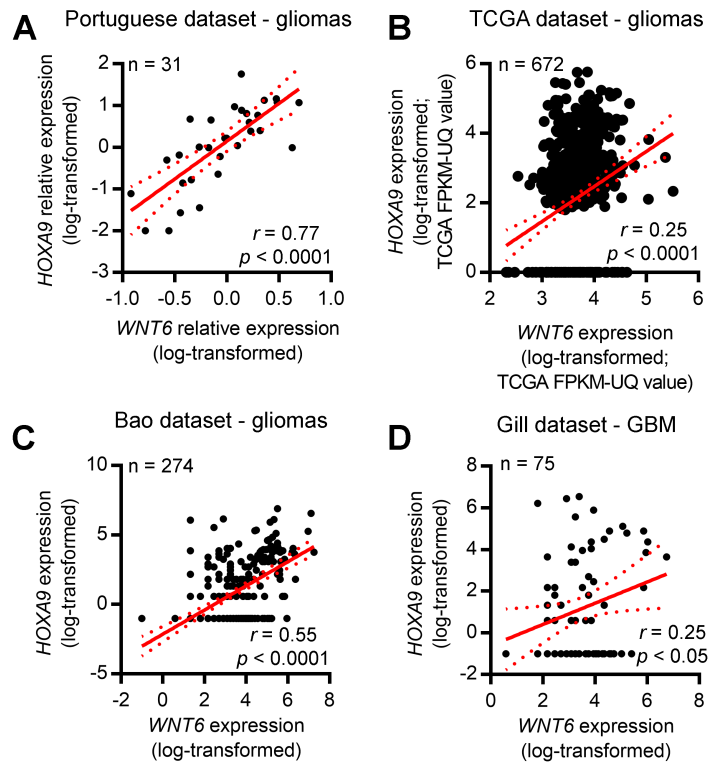 A
Portuguese dataset - gliomas
HOXA9 relative expression
(log-transformed)
2
1
0
-1
-2
-3
n = 31
r = 0.77
p < 0.0001
-1.0 -0.5 0.0 0.5 1.0
WNT6 relative expression
(log-transformed)
B
TCGA dataset - gliomas
HOXA9 expression
(log-transformed;
TCGA FPKM-UQ value)
6
4
2
0
n = 672
r = 0.25
p < 0.0001
2 3 4 5 6
WNT6 expression
(log-transformed;
TCGA FPKM-UQ value)
C
Bao dataset - gliomas
HOXA9 expression
(log-transformed)
10
5
0
-5
n = 274
r = 0.55
p < 0.0001
-2 0 2 4 6 8
WNT6 expression
(log-transformed)
D
Gill dataset - GBM
HOXA9 expression
(log-transformed)
8
6
4
2
0
-2
n = 75
r = 0.25
p < 0.05
0 2 4 6 8
WNT6 expression
(log-transformed)